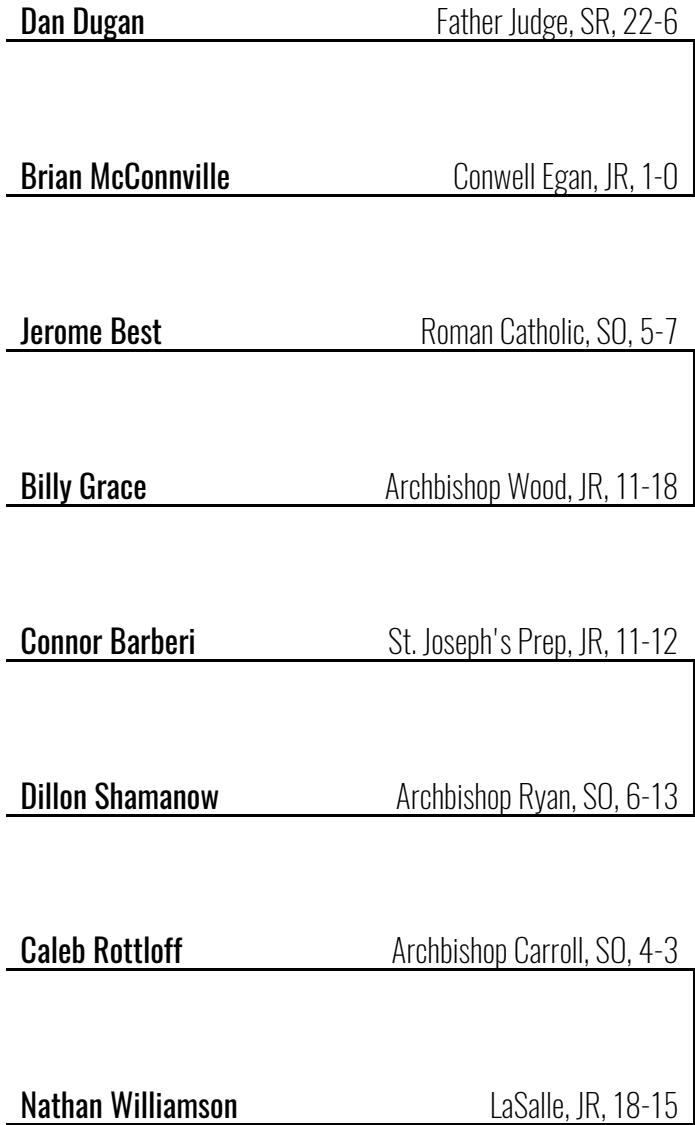 Dan Dugan Father Judge, SR, 22-6
Brian McConnville Conwell Egan, JR, 1-0
Jerome Best Roman Catholic, SO, 5-7
Billy Grace Archbishop Wood, JR, 11-18
Connor Barberi St. Joseph's Prep, JR, 11-12
Dillon Shamanow Archbishop Ryan, SO, 6-13
Caleb Rottloff Archbishop Carroll, SO, 4-3
Nathan Williamson LaSalle, JR, 18-15